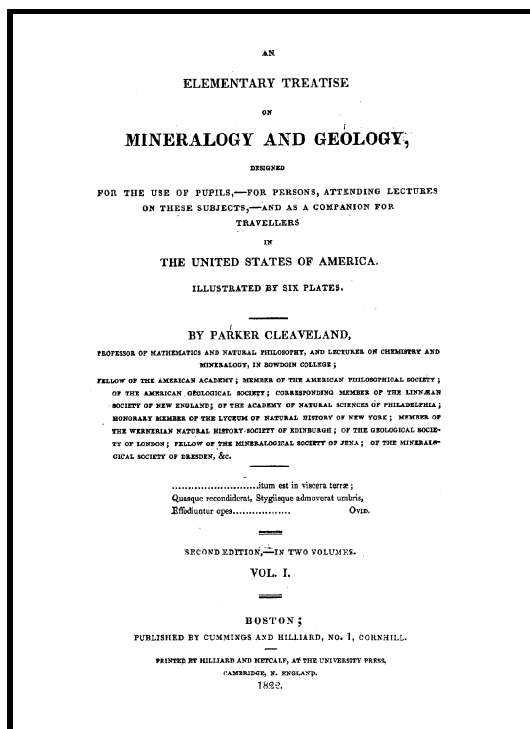 AN
ELEMENTARY TREATISE
ON
MINERALOGY AND GEOLOGY,
DESIGNED
FOR THE USE OF PUPILS,—FOR PERSONS, ATTENDING LECTURES
ON THESE SUBJECTS,—AND AS A COMPANION FOR
TRAVELLERS
IN
THE UNITED STATES OF AMERICA.
ILLUSTRATED BY SIX PLATES.
BY PARKER CLEAVELAND,
PROFESSOR OF MATHEMATICS AND NATURAL PHILOSOPHY, AND LECTURER ON CHEMISTRY AND
MINERALOGY, IN BOWDOIN COLLEGE;
FELLOW OF THE AMERICAN ACADEMY; MEMBER OF THE AMERICAN PHILOSOPHICAL SOCIETY;
OF THE AMERICAN GEOLOGICAL SOCIETY; CORRESPONDING MEMBER OF THE LINNÆAN
SOCIETY OF NEW ENGLAND; OF THE ACADEMY OF NATURAL SCIENCES OF PHILADELPHIA;
HONORARY MEMBER OF THE LYCEUM OF NATURAL HISTORY OF NEW YORK; MEMBER OF
THE WERNERIAN NATURAL HISTORY SOCIETY OF EDINBURGH; OF THE GEOLOGICAL SOCIE-
TY OF LONDON; FELLOW OF THE MINERALOGICAL SOCIETY OF JENA; OF THE MINERALO-
GICAL SOCIETY OF DRESDEN, &c.
..........................itum est in viscera terræ;
Quasque recondiderat, Stygiisque admoverat umbris,
Effodiuntur opes.................. OVID.
SECOND EDITION,—IN TWO VOLUMES.
VOL. I.
BOSTON;
PUBLISHED BY CUMMINGS AND HILLIARD, NO. 1, CORNHILL.
PRINTED BY HILLIARD AND METCALF, AT THE UNIVERSITY PRESS,
CAMBRIDGE, N. ENGLAND.
1822.